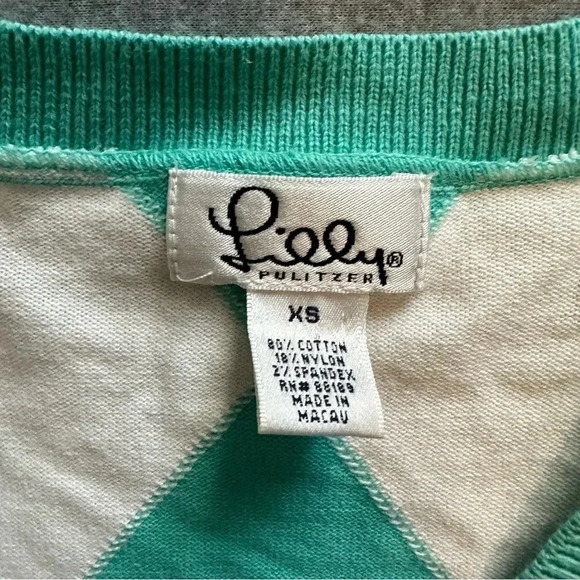 Lilly®
PULITZER
XS
80% COTTON
18% NYLON
2% SPANDEX
RN# 88189
MADE IN
MACAU